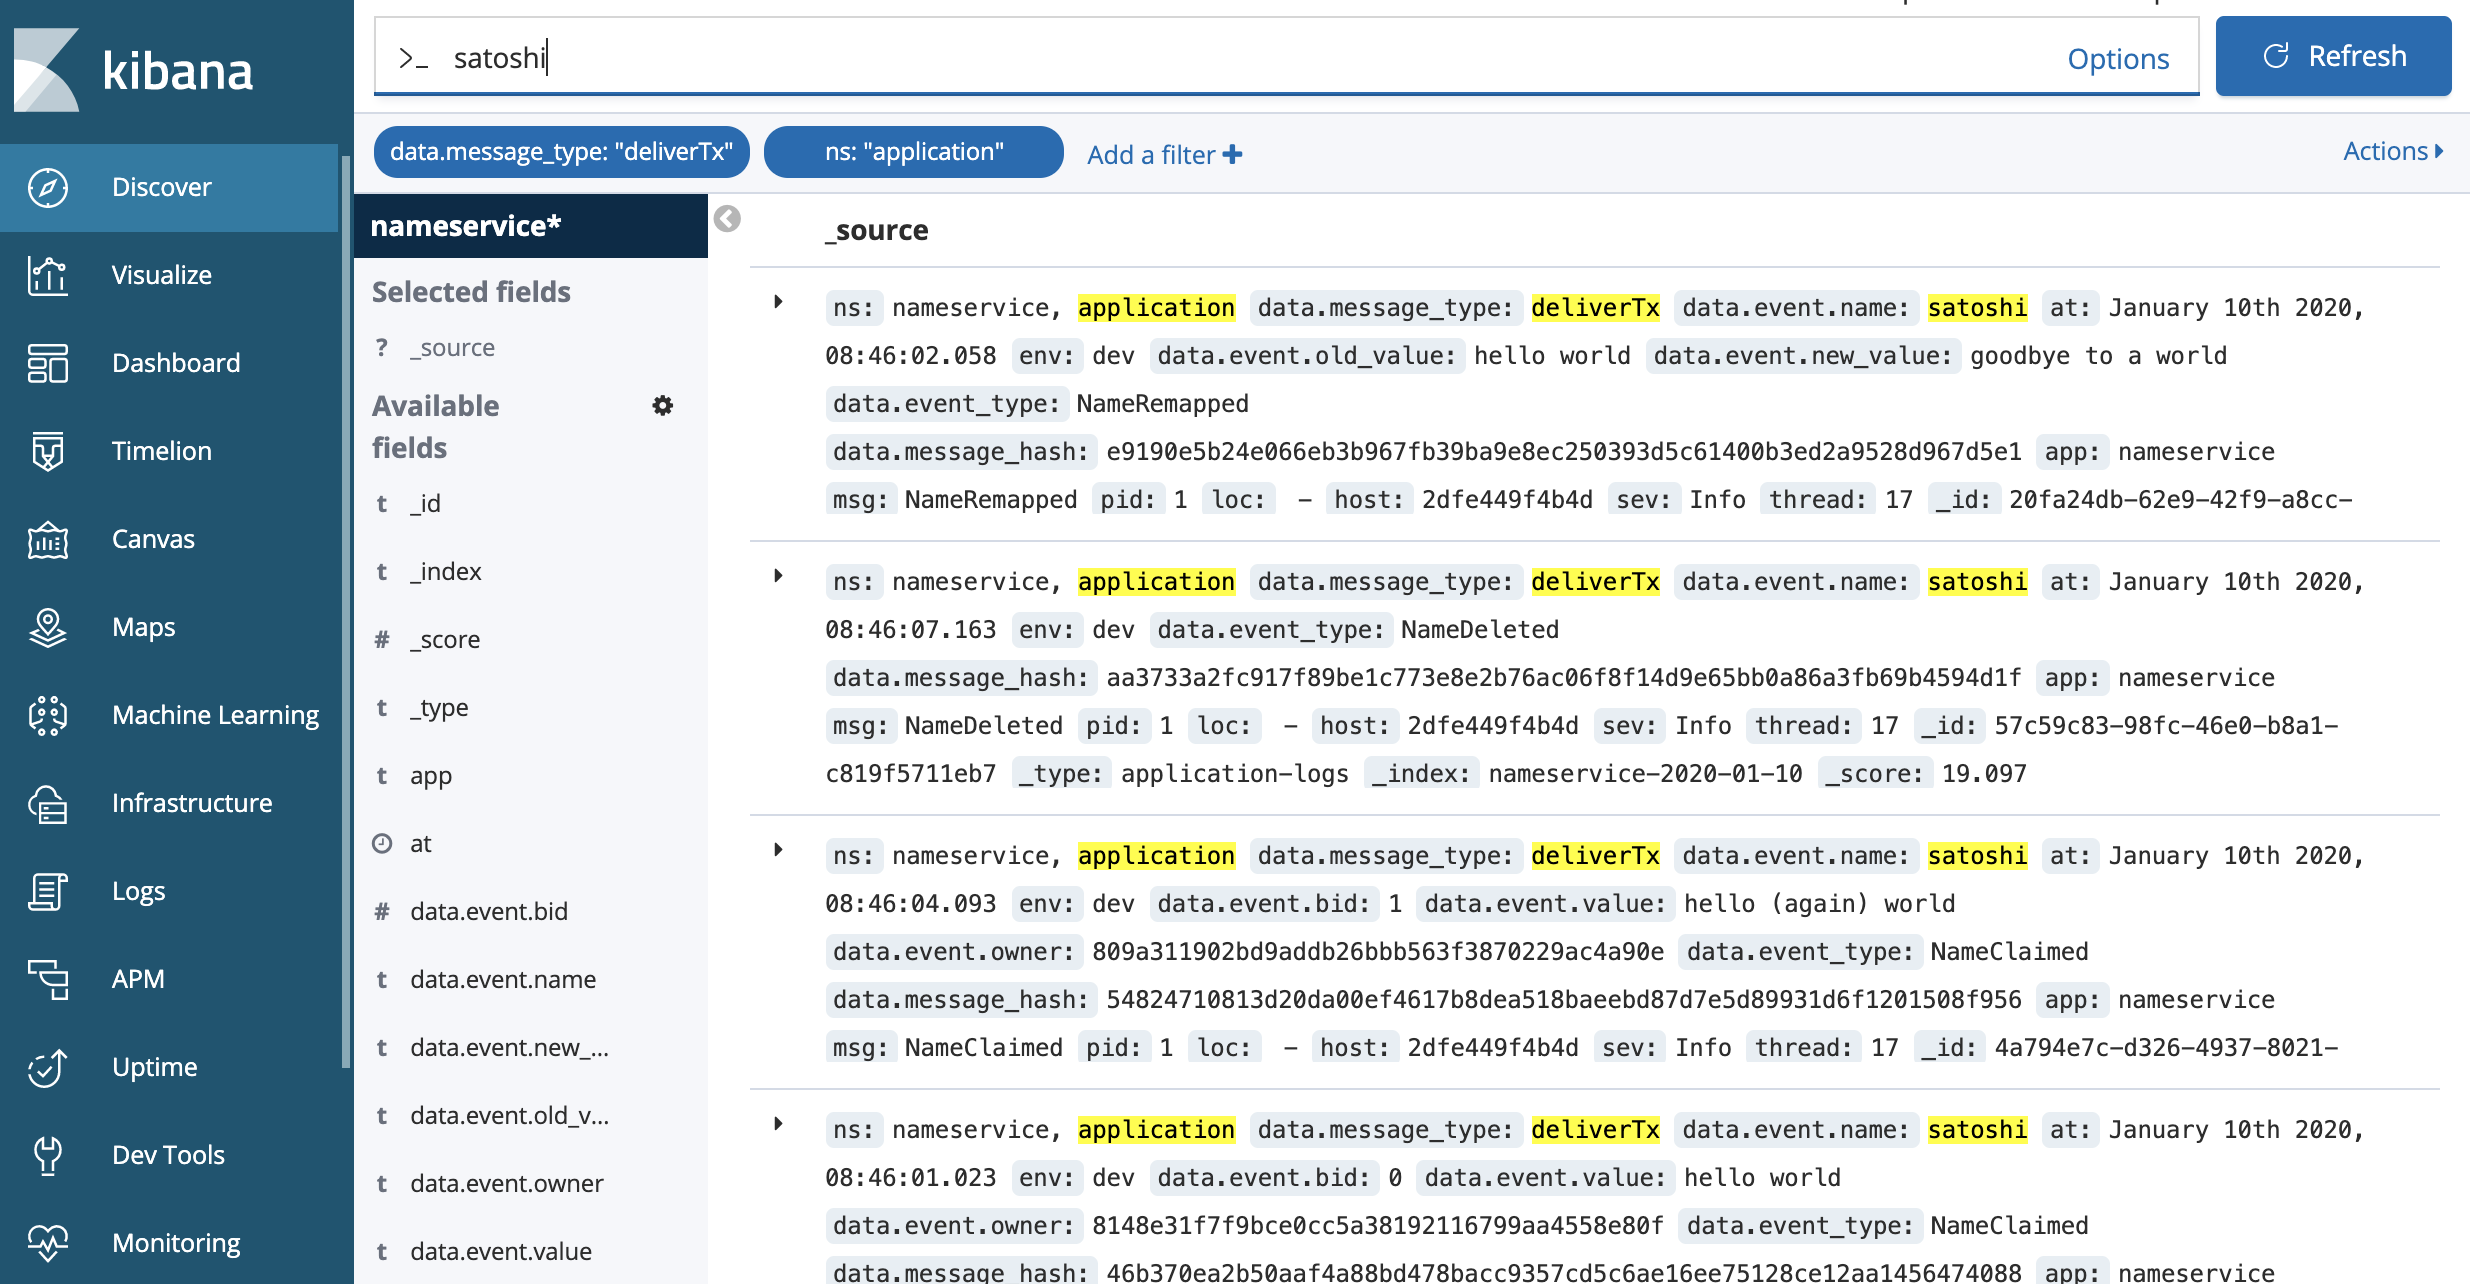 kibana
Discover
Visualize
Dashboard
Timelion
Canvas
Maps
Machine Learning
Infrastructure
Logs
APM
Uptime
Dev Tools
Monitoring
>_ satoshi
Options
Refresh
data.message_type: "deliverTx"
ns: "application"
Add a filter +
Actions
nameservice*
Selected fields
? _source
Available
fields
t _id
t _index
# _score
t _type
t app
at
# data.event.bid
t data.event.name
t data.event.new_...
t data.event.old_v...
t data.event.owner
t data.event.value
_source
ns: nameservice, application data.message_type: deliverTx data.event.name: satoshi at: January 10th 2020,
08:46:02.058 env: dev data.event.old_value: hello world data.event.new_value: goodbye to a world
data.event_type: NameRemapped
data.message_hash: e9190e5b24e066eb3b967fb39ba9e8ec250393d5c61400b3ed2a9528d967d5e1 app: nameservice
msg: NameRemapped pid: 1 loc: - host: 2dfe449f4b4d sev: Info thread: 17 _id: 20fa24db-62e9-42f9-a8cc-
ns: nameservice, application data.message_type: deliverTx data.event.name: satoshi at: January 10th 2020,
08:46:07.163 env: dev data.event_type: NameDeleted
data.message_hash: aa3733a2fc917f89be1c773e8e2b76ac06f8f14d9e65bb0a86a3fb69b4594d1f app: nameservice
msg: NameDeleted pid: 1 loc: - host: 2dfe449f4b4d sev: Info thread: 17 _id: 57c59c83-98fc-46e0-b8a1-
c819f5711eb7 _type: application-logs _index: nameservice-2020-01-10 _score: 19.097
ns: nameservice, application data.message_type: deliverTx data.event.name: satoshi at: January 10th 2020,
08:46:04.093 env: dev data.event.bid: 1 data.event.value: hello (again) world
data.event.owner: 809a311902bd9addb26bbb563f3870229ac4a90e data.event_type: NameClaimed
data.message_hash: 54824710813d20da00ef4617b8dea518baeebd87d7e5d89931d6f1201508f956 app: nameservice
msg: NameClaimed pid: 1 loc: - host: 2dfe449f4b4d sev: Info thread: 17 _id: 4a794e7c-d326-4937-8021-
ns: nameservice, application data.message_type: deliverTx data.event.name: satoshi at: January 10th 2020,
08:46:01.023 env: dev data.event.bid: 0 data.event.value: hello world
data.event.owner: 8148e31f7f9bce0cc5a38192116799aa4558e80f data.event_type: NameClaimed
data.message_hash: 46b370ea2b50aaf4a88bd478bacc9357cd5c6ae16ee75128ce12aa1456474088 app: nameservice